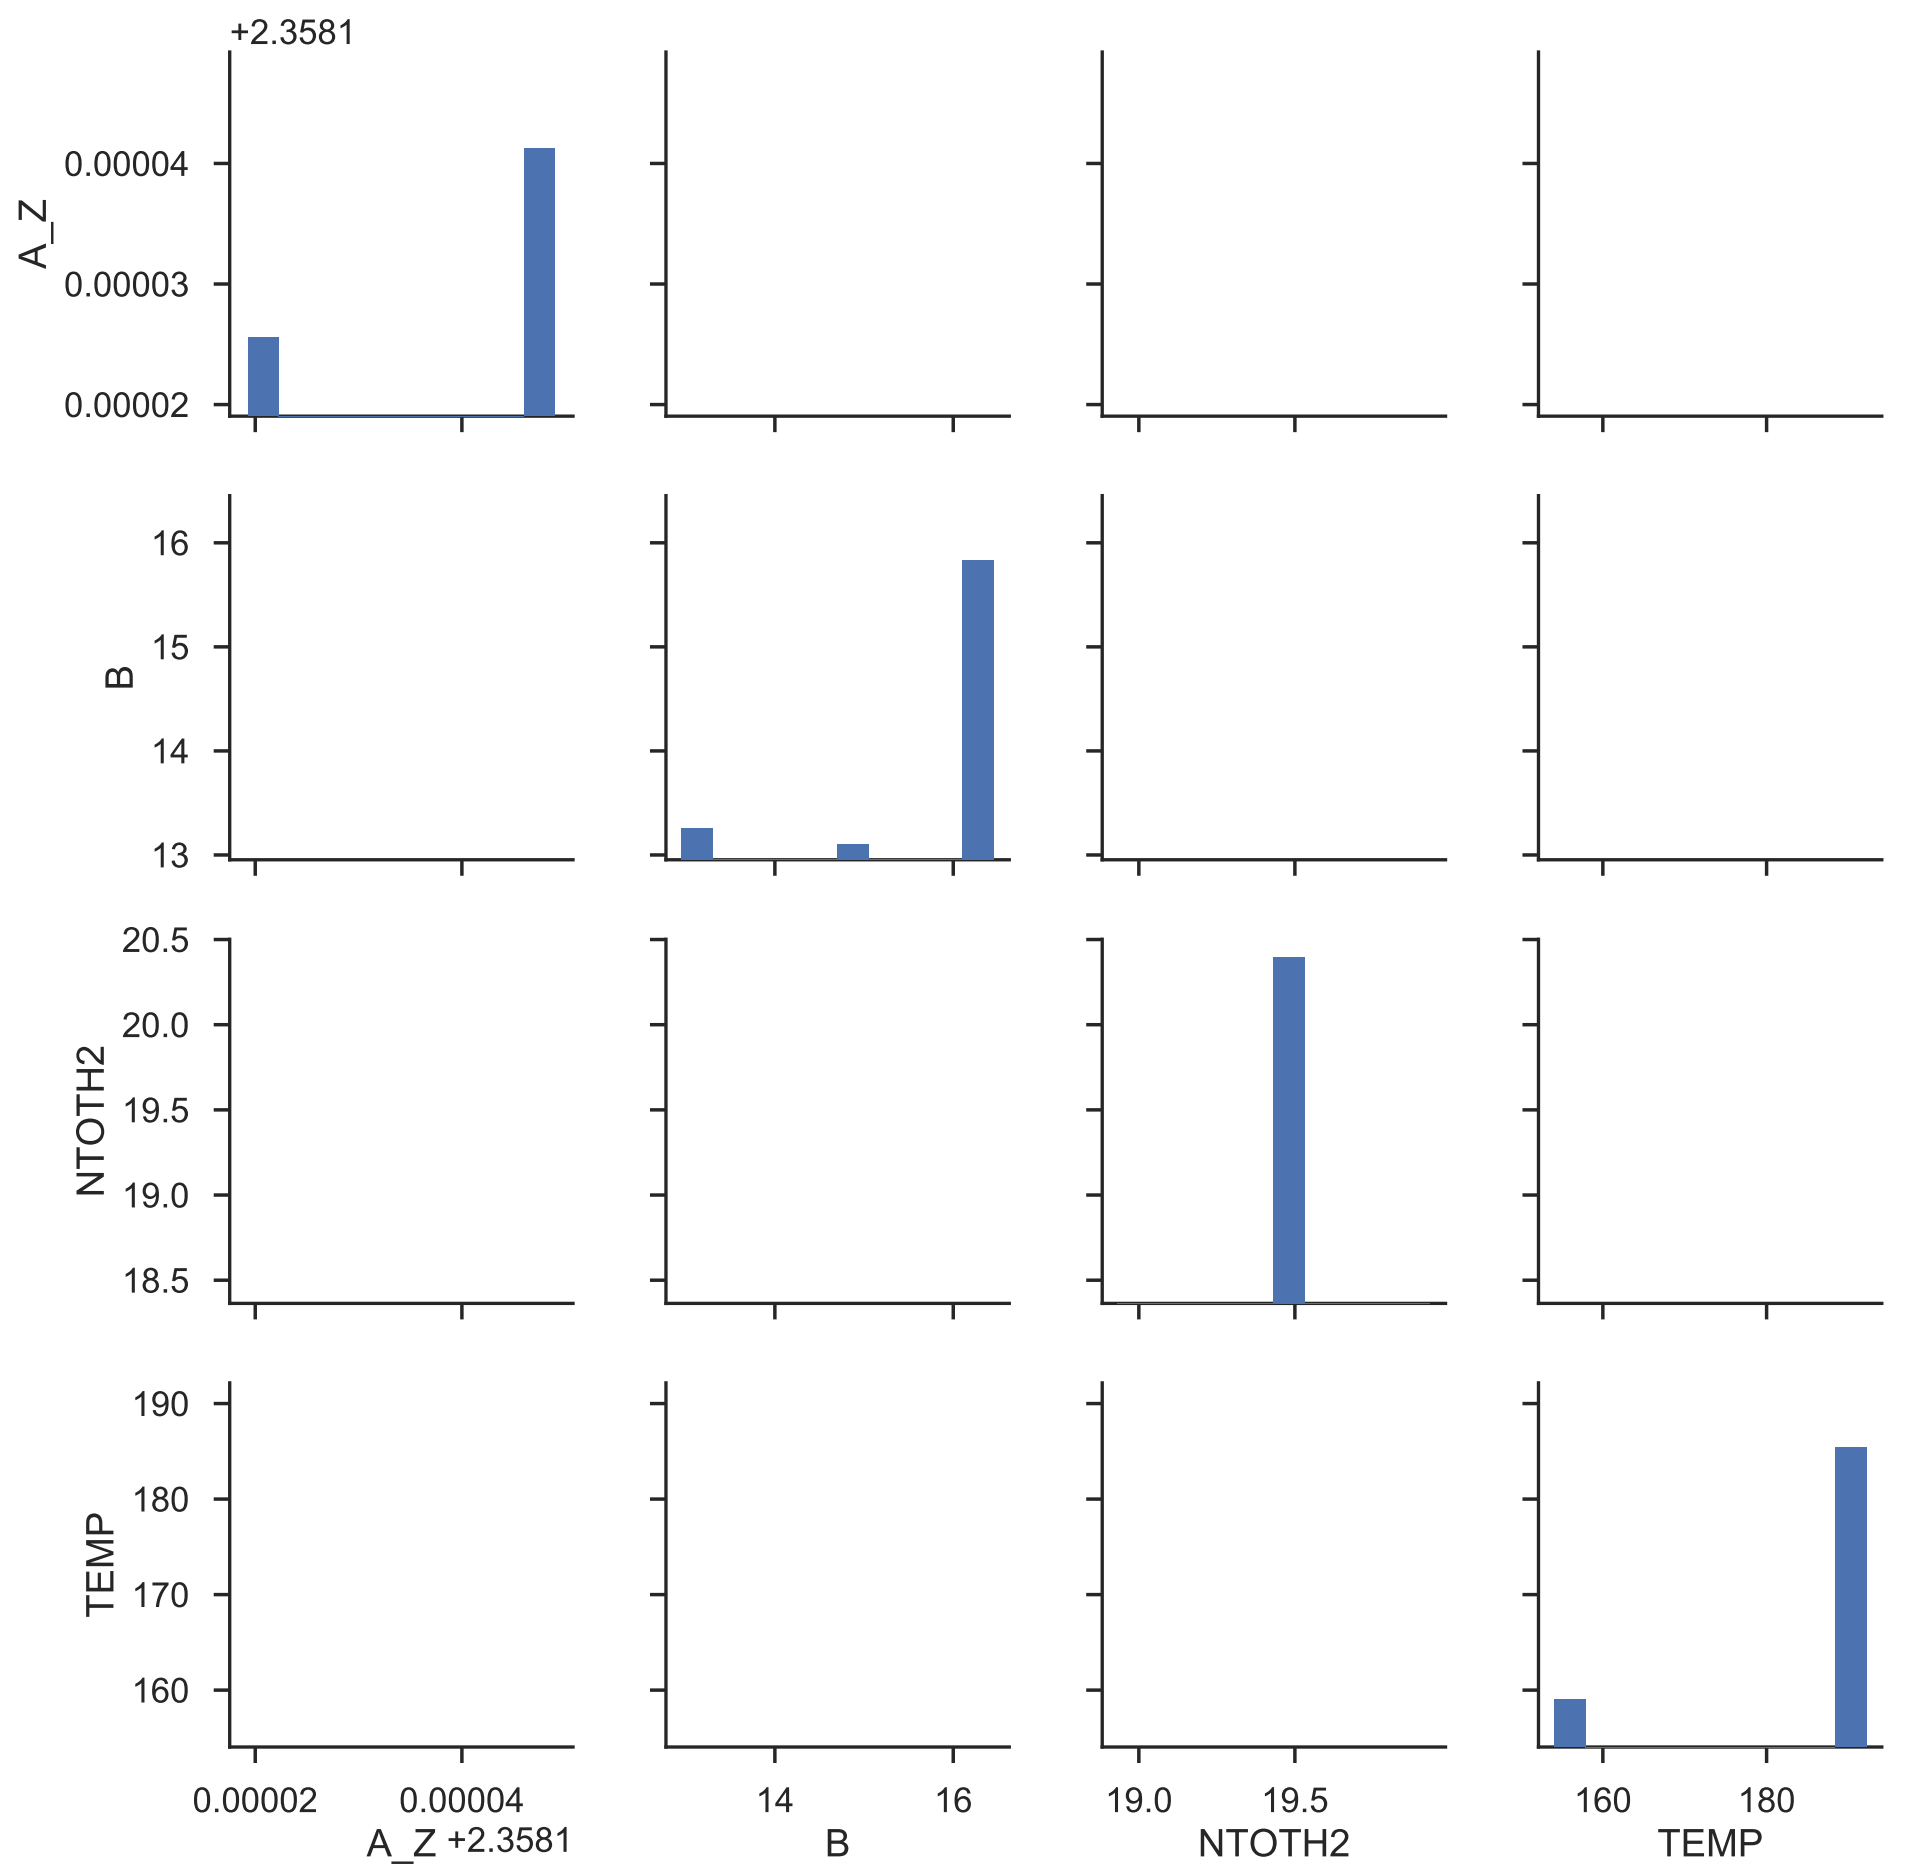 +2.3581
A_Z
0.00004
0.00003
0.00002
B
16
15
14
13
NTOTH2
20.5
20.0
19.5
19.0
18.5
TEMP
190
180
170
160
0.00002 0.00004 14 16 19.0 19.5 160 180
A_Z +2.3581 B NTOTH2 TEMP